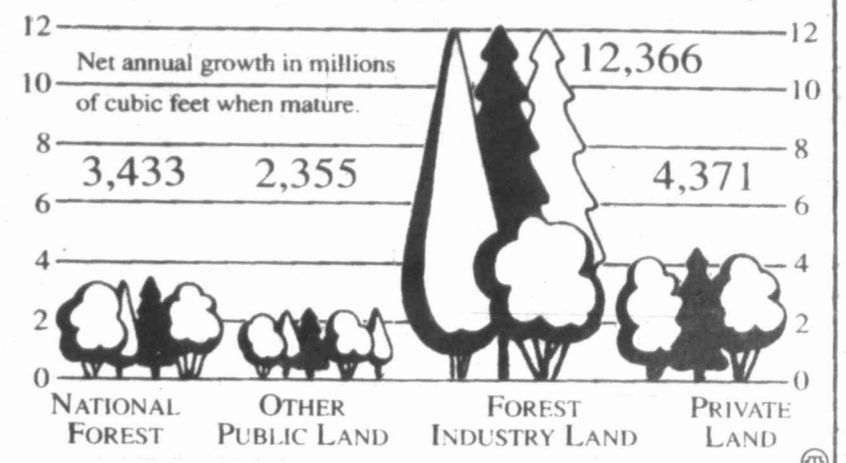 12 12
Net annual growth in millions 12,366
10 10
of cubic feet when mature.
8 8
3,433 2,355 4,371
6 6
4 4
2 2
0 0
NATIONAL OTHER FOREST PRIVATE
FOREST PUBLIC LAND INDUSTRY LAND LAND